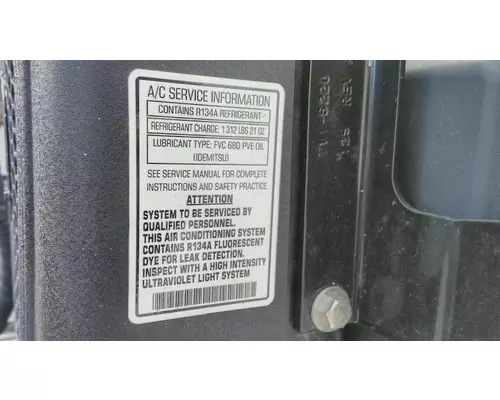 A/C SERVICE INFORMATION
CONTAINS R134A REFRIGERANT
REFRIGERANT CHARGE: 1.312 LBS 21 OZ
LUBRICANT TYPE: FVC 68D PVE OIL
(IDEMITSU)
SEE SERVICE MANUAL FOR COMPLETE
INSTRUCTIONS AND SAFETY PRACTICE
ATTENTION
SYSTEM TO BE SERVICED BY
QUALIFIED PERSONNEL.
THIS AIR CONDITIONING SYSTEM
CONTAINS R134A FLUORESCENT
DYE FOR LEAK DETECTION.
INSPECT WITH A HIGH INTENSITY
ULTRAVIOLET LIGHT SYSTEM
REV